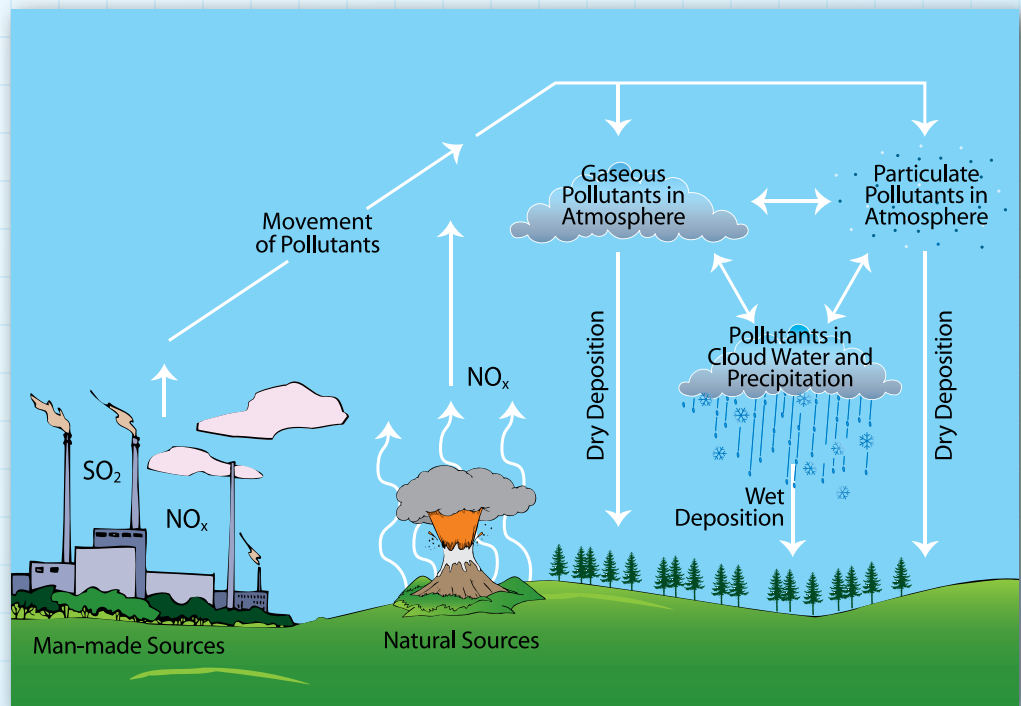 Gaseous
Pollutants in
Atmosphere
Particulate
Pollutants in
Atmosphere
Movement
of Pollutants
Dry Deposition
Pollutants in
Cloud Water and
Precipitation
Dry Deposition
NOx
SO2
NOx
Wet
Deposition
Man-made Sources
Natural Sources